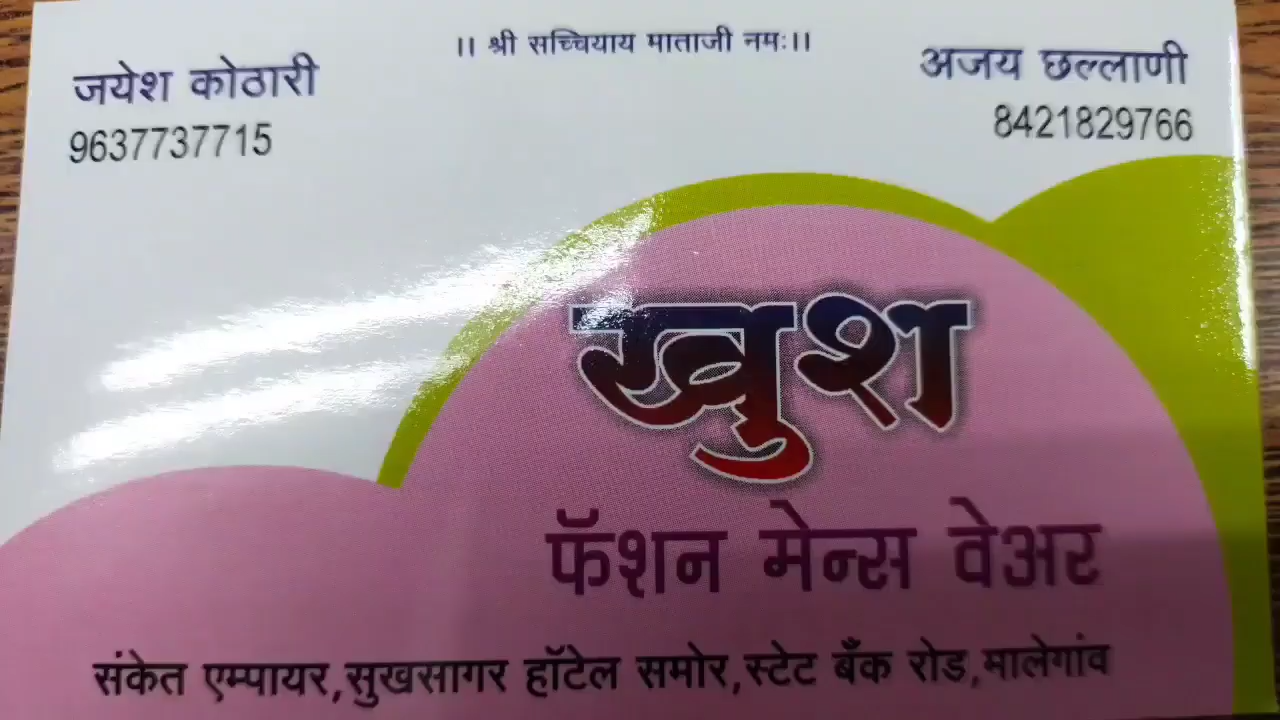 ।। श्री सच्चियाय माताजी नमः।।
जयेश कोठारी
9637737715
अजय छल्लाणी
8421829766
खुश
फॅशन मेन्स वेअर
संकेत एम्पायर,सुखसागर हॉटेल समोर,स्टेट बँक रोड,मालेगांव